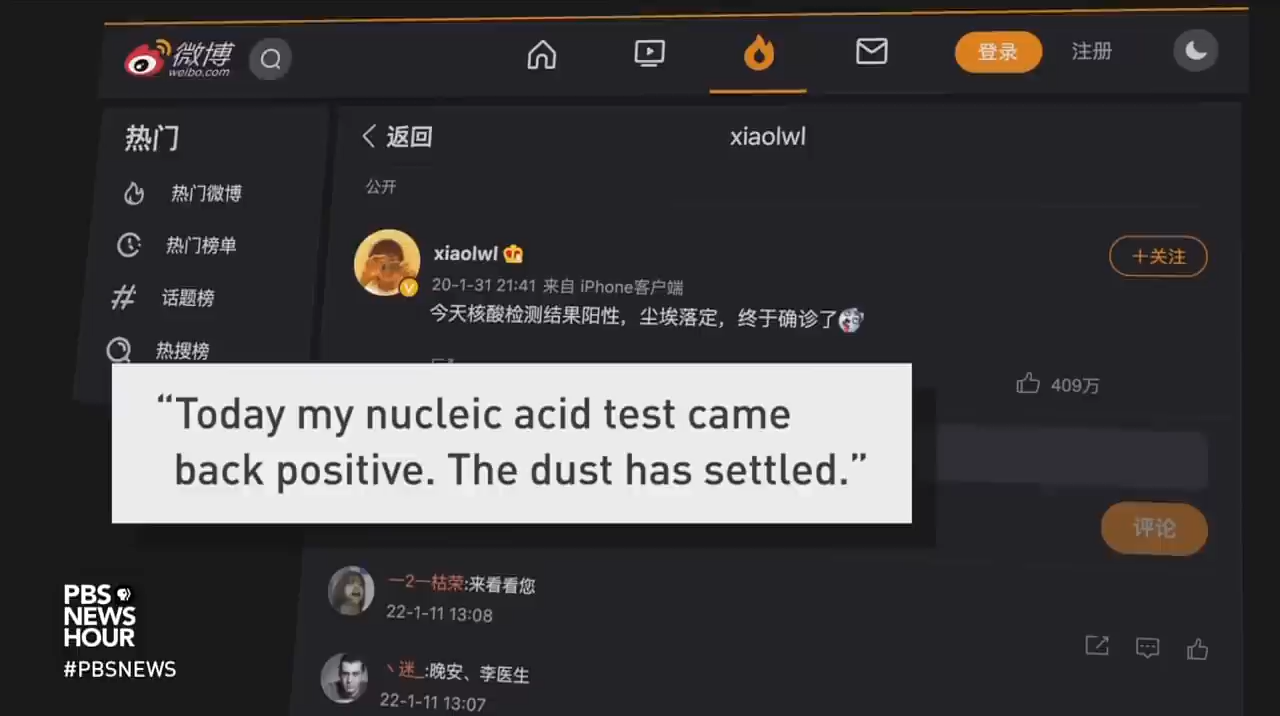 微博
weibo.com
登录
注册
热门
返回
xiaolwl
热门微博
公开
热门榜单
xiaolwl
+关注
20-1-31 21:41 来自 iPhone客户端
话题榜
今天核酸检测结果阳性，尘埃落定，终于确诊了
热搜榜
409万
“Today my nucleic acid test came
back positive. The dust has settled.”
评论
一2一枯荣:来看看您
22-1-11 13:08
丶迷_:晚安、李医生
22-1-11 13:07
PBS
NEWS
HOUR
#PBSNEWS